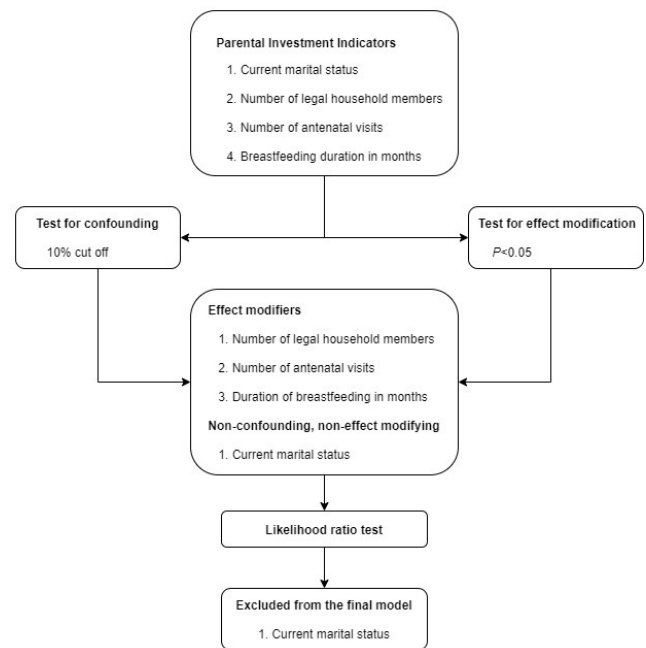 Parental Investment Indicators
1. Current marital status
2. Number of legal household members
3. Number of antenatal visits
4. Breastfeeding duration in months
Test for confounding
10% cut off
Test for effect modification
P<0.05
Effect modifiers
1. Number of legal household members
2. Number of antenatal visits
3. Duration of breastfeeding in months
Non-confounding, non-effect modifying
1. Current marital status
Likelihood ratio test
Excluded from the final model
1. Current marital status